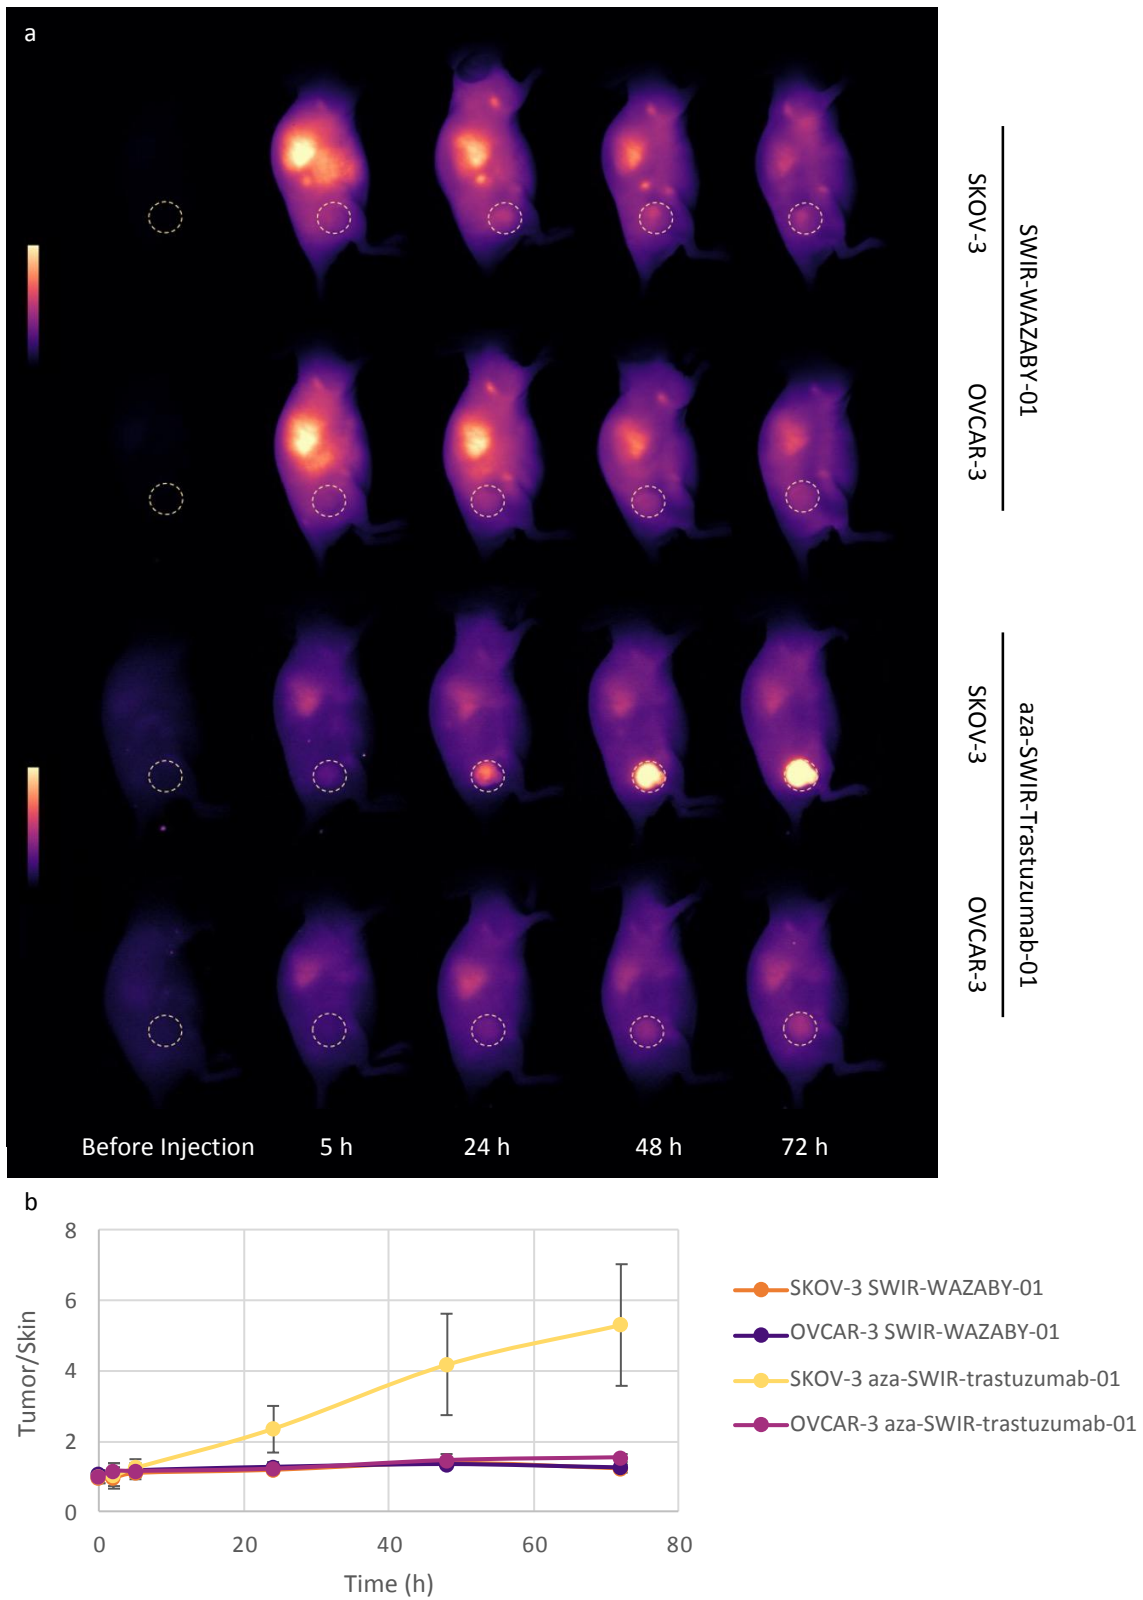 a
SKOV-3
OVCAR-3
SWIR-WAZABY-01
SKOV-3
OVCAR-3
aza-SWIR-Trastuzumab-01
Before Injection
5 h
24 h
48 h
72 h
b
8
6
4
2
0
Tumor/Skin
0
20
40
60
80
Time (h)
SKOV-3 SWIR-WAZABY-01
OVCAR-3 SWIR-WAZABY-01
SKOV-3 aza-SWIR-trastuzumab-01
OVCAR-3 aza-SWIR-trastuzumab-01